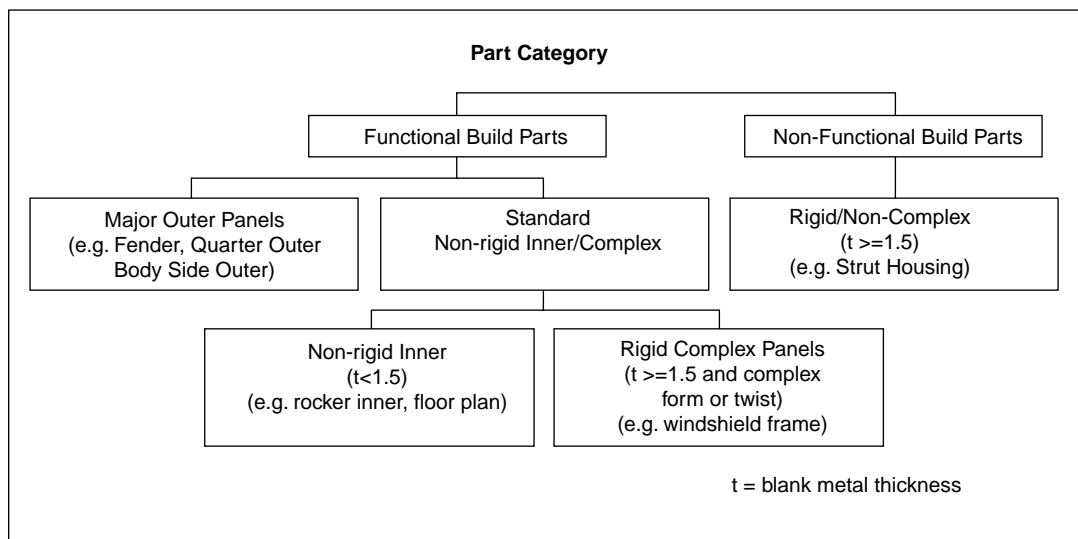 Part Category
Functional Build Parts
Non-Functional Build Parts
Major Outer Panels
(e.g. Fender, Quarter Outer
Body Side Outer)
Standard
Non-rigid Inner/Complex
Rigid/Non-Complex
(t >=1.5)
(e.g. Strut Housing)
Non-rigid Inner
(t<1.5)
(e.g. rocker inner, floor plan)
Rigid Complex Panels
(t >=1.5 and complex
form or twist)
(e.g. windshield frame)
t = blank metal thickness